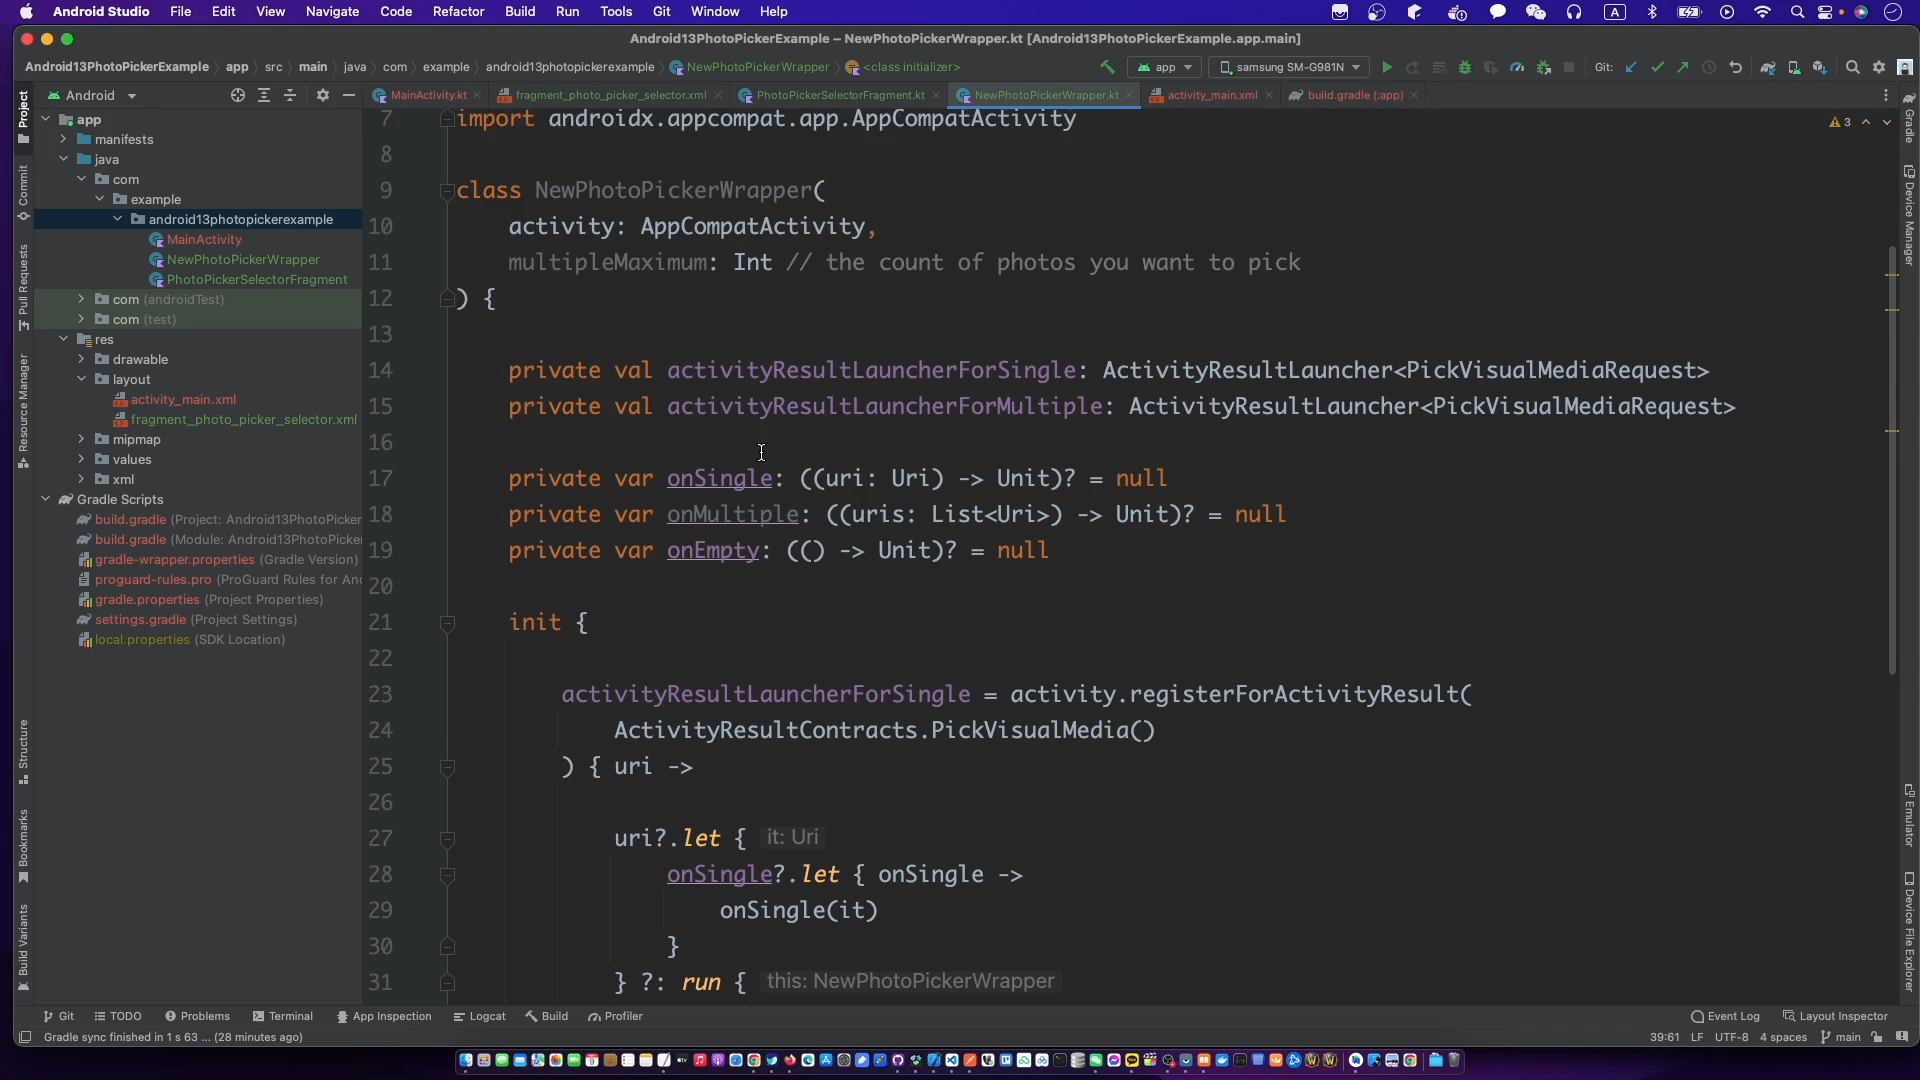 Android Studio File Edit View Navigate Code Refactor Build Run Tools Git Window Help
Android13PhotoPickerExample – NewPhotoPickerWrapper.kt [Android13PhotoPickerExample.app.main]
Android13PhotoPickerExample app src main java com example android13photopickerexample NewPhotoPickerWrapper <class initializer> app samsung SM-G981N Git:
Android MainActivity.kt fragment_photo_picker_selector.xml PhotoPickerSelectorFragment.kt NewPhotoPickerWrapper.kt activity_main.xml build.gradle (:app)
Project
Commit
Pull Requests
Resource Manager
Structure
Bookmarks
Build Variants
app
manifests
java
com
example
android13photopickerexample
MainActivity
NewPhotoPickerWrapper
PhotoPickerSelectorFragment
com (androidTest)
com (test)
res
drawable
layout
activity_main.xml
fragment_photo_picker_selector.xml
mipmap
values
xml
Gradle Scripts
build.gradle (Project: Android13PhotoPicker
build.gradle (Module: Android13PhotoPicke
gradle-wrapper.properties (Gradle Version)
proguard-rules.pro (ProGuard Rules for And
gradle.properties (Project Properties)
settings.gradle (Project Settings)
local.properties (SDK Location)
7 import androidx.appcompat.app.AppCompatActivity
8
9 class NewPhotoPickerWrapper(
10 activity: AppCompatActivity,
11 multipleMaximum: Int // the count of photos you want to pick
12 ) {
13
14 private val activityResultLauncherForSingle: ActivityResultLauncher<PickVisualMediaRequest>
15 private val activityResultLauncherForMultiple: ActivityResultLauncher<PickVisualMediaRequest>
16
17 private var onSingle: ((uri: Uri) -> Unit)? = null
18 private var onMultiple: ((uris: List<Uri>) -> Unit)? = null
19 private var onEmpty: (() -> Unit)? = null
20
21 init {
22
23 activityResultLauncherForSingle = activity.registerForActivityResult(
24 ActivityResultContracts.PickVisualMedia()
25 ) { uri ->
26
27 uri?.let { it: Uri
28 onSingle?.let { onSingle ->
29 onSingle(it)
30 }
31 } ?: run { this: NewPhotoPickerWrapper
3
Gradle
Device Manager
Emulator
Device File Explorer
Git TODO Problems Terminal App Inspection Logcat Build Profiler Event Log Layout Inspector
Gradle sync finished in 1 s 63 ... (28 minutes ago) 39:61 LF UTF-8 4 spaces main